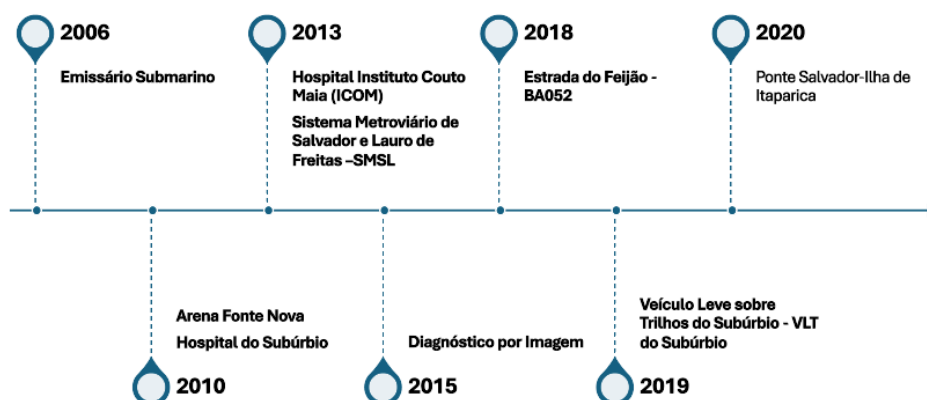 2006
Emissário Submarino
2013
Hospital Instituto Couto
Maia (ICOM)
Sistema Metroviário de
Salvador e Lauro de
Freitas –SMSL
2018
Estrada do Feijão -
BA052
2020
Ponte Salvador-Ilha de
Itaparica
Arena Fonte Nova
Hospital do Subúrbio
2010
Diagnóstico por Imagem
2015
Veículo Leve sobre
Trilhos do Subúrbio - VLT
do Subúrbio
2019